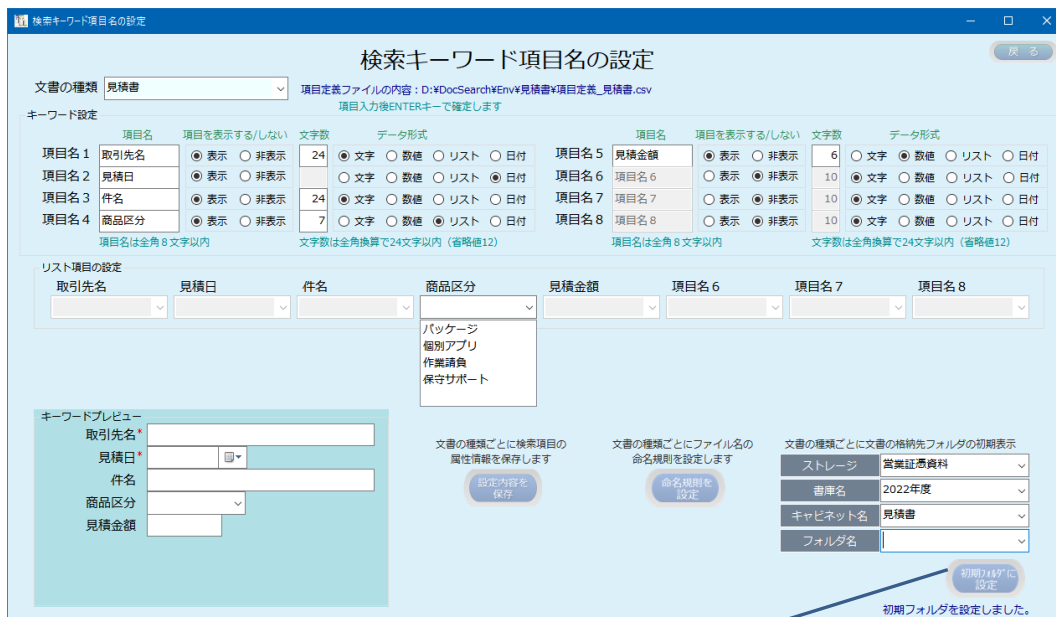 検索キーワード項目名の設定
検索キーワード項目名の設定
戻 る
文書の種類 見積書
項目定義ファイルの内容：D:¥DocSearch¥Env¥見積書¥項目定義_見積書.csv
項目入力後ENTERキーで確定します
キーワード設定
項目名 項目を表示する/しない 文字数 データ形式 項目名 項目を表示する/しない 文字数 データ形式
項目名１ 取引先名 表示 非表示 24 文字 数値 リスト 日付 項目名５ 見積金額 表示 非表示 6 文字 数値 リスト 日付
項目名２ 見積日 表示 非表示 文字 数値 リスト 日付 項目名６ 項目名６ 表示 非表示 10 文字 数値 リスト 日付
項目名３ 件名 表示 非表示 24 文字 数値 リスト 日付 項目名７ 項目名７ 表示 非表示 10 文字 数値 リスト 日付
項目名４ 商品区分 表示 非表示 7 文字 数値 リスト 日付 項目名８ 項目名８ 表示 非表示 10 文字 数値 リスト 日付
項目名は全角８文字以内 文字数は全角換算で24文字以内（省略値12） 項目名は全角８文字以内 文字数は全角換算で24文字以内（省略値12）
リスト項目の設定
取引先名 見積日 件名 商品区分 見積金額 項目名６ 項目名７ 項目名８
パッケージ
個別アプリ
作業請負
保守サポート
キーワードプレビュー
取引先名*
見積日*
件名
商品区分
見積金額
文書の種類ごとに検索項目の
属性情報を保存します
設定内容を
保存
文書の種類ごとにファイル名の
命名規則を設定します
命名規則を
設定
文書の種類ごとに文書の格納先フォルダの初期表示
ストレージ 営業証憑資料
書庫名 2022年度
キャビネット名 見積書
フォルダ名
初期フォルダに
設定
初期フォルダを設定しました。